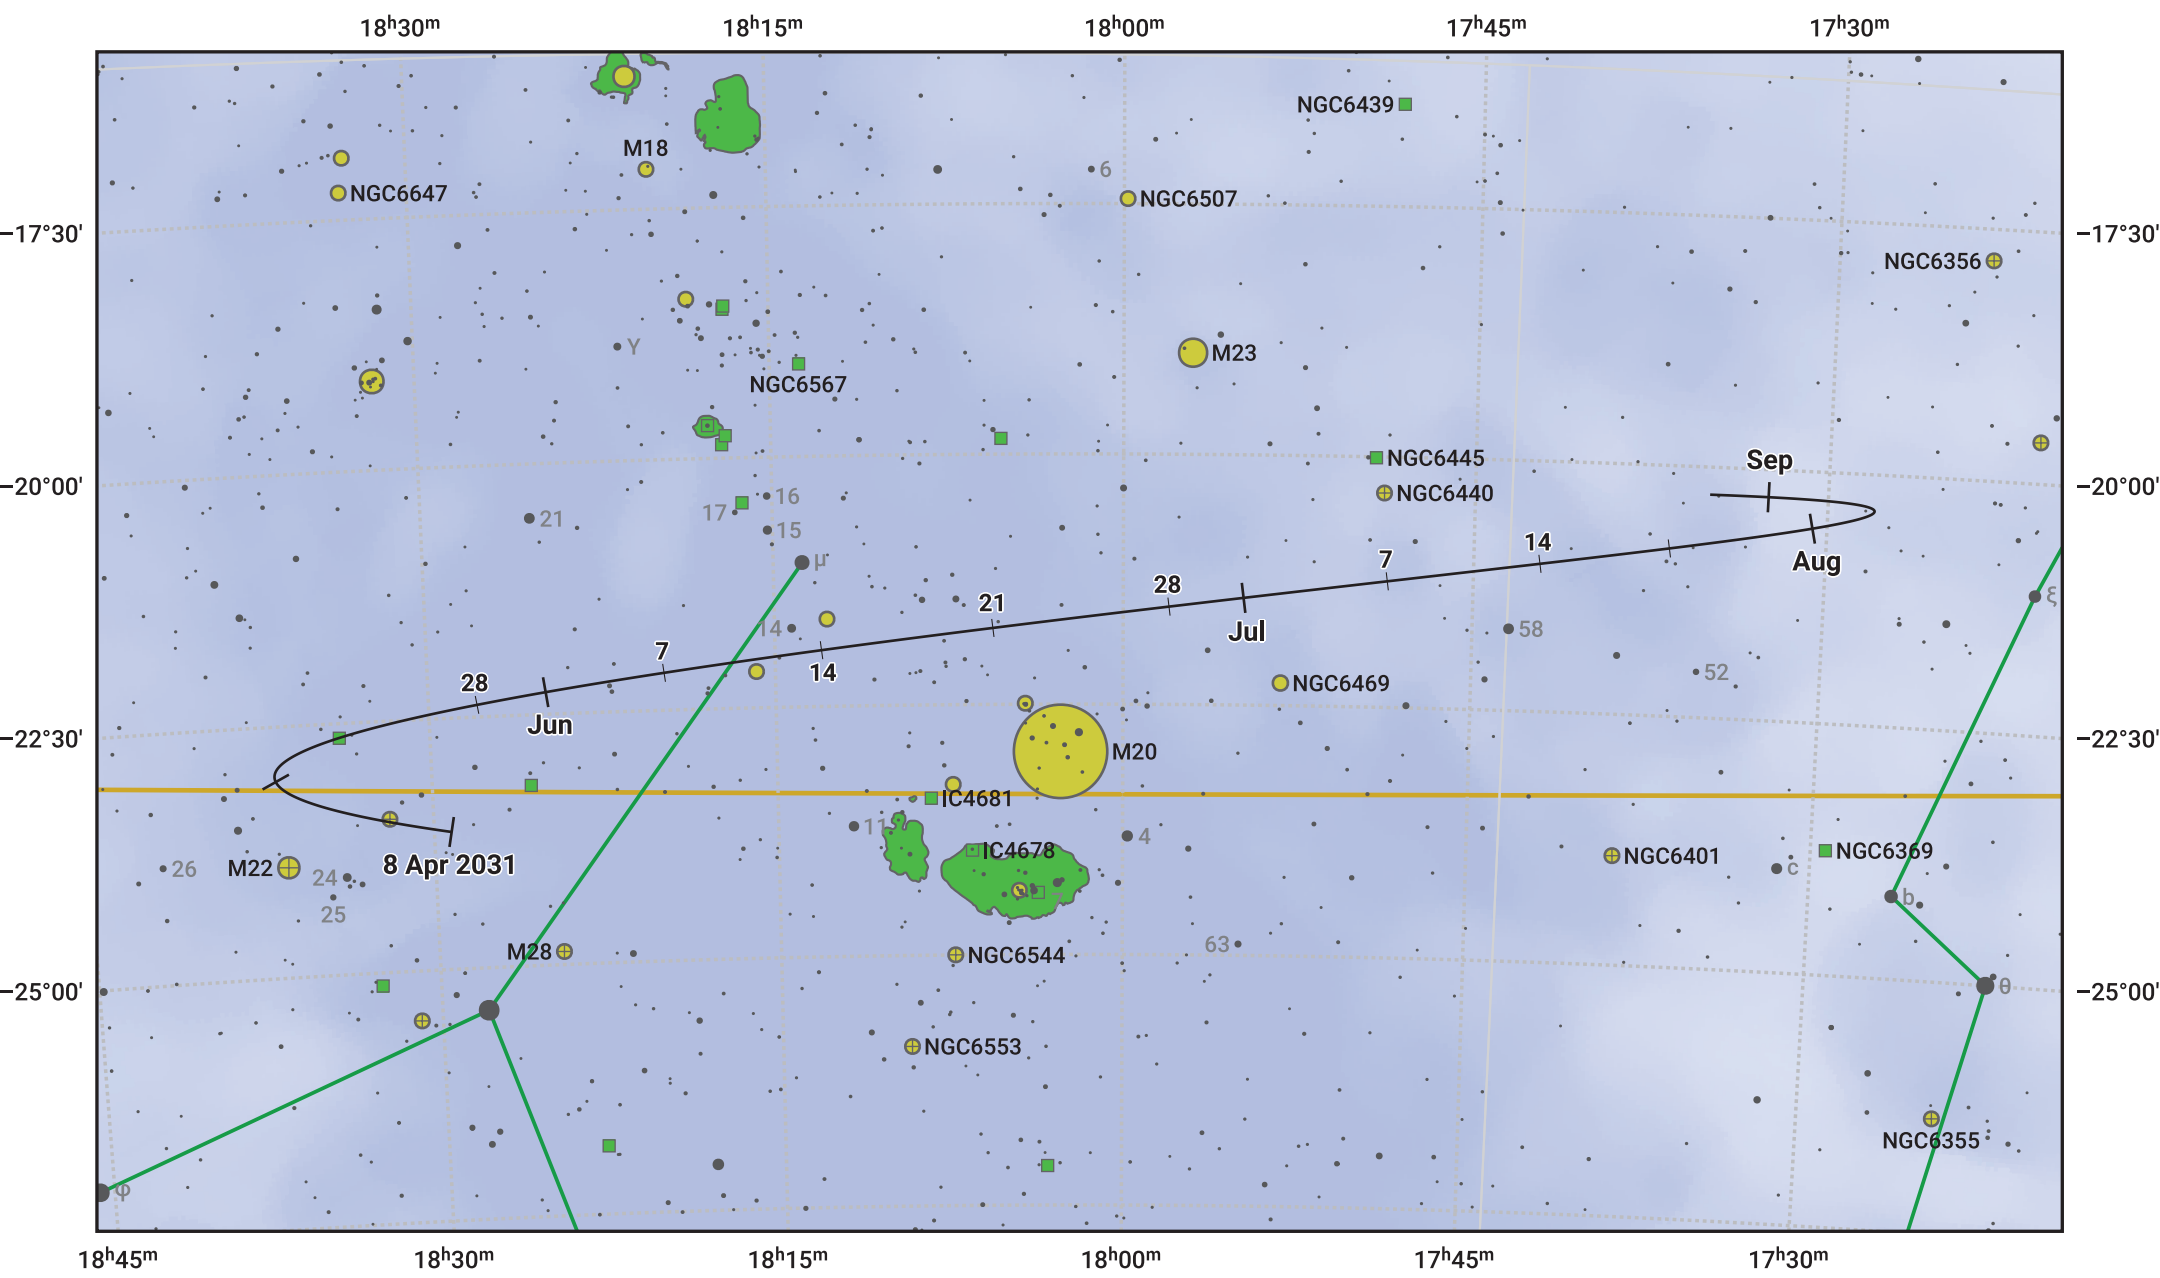 18ʰ30ᵐ 18ʰ15ᵐ 18ʰ00ᵐ 17ʰ45ᵐ 17ʰ30ᵐ
NGC6439
M18
6
NGC6647
NGC6507
−17°30' −17°30'
NGC6356
Y
M23
NGC6567
NGC6445
Sep
−20°00' −20°00'
NGC6440
16
17
21
15
14
μ
7
Aug
28
21
ξ
14
Jul
58
7
14
52
28
NGC6469
Jun
−22°30' −22°30'
M20
IC4681
11
4
IC4678
NGC6401
NGC6369
8 Apr 2031
M22
26
24
c
7
b
25
63
M28
NGC6544
−25°00' −25°00'
θ
NGC6553
NGC6355
φ
18ʰ45ᵐ 18ʰ30ᵐ 18ʰ15ᵐ 18ʰ00ᵐ 17ʰ45ᵐ 17ʰ30ᵐ